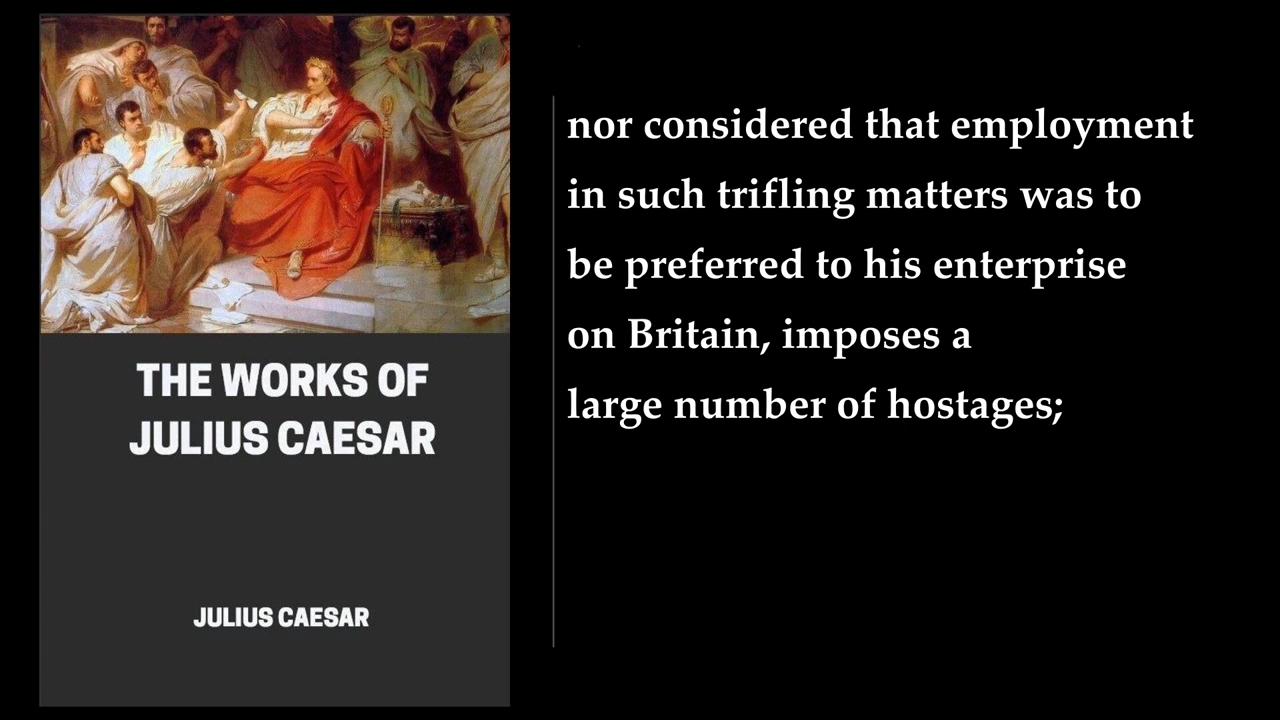 THE WORKS OF
JULIUS CAESAR
JULIUS CAESAR
nor considered that employment
in such trifling matters was to
be preferred to his enterprise
on Britain, imposes a
large number of hostages;